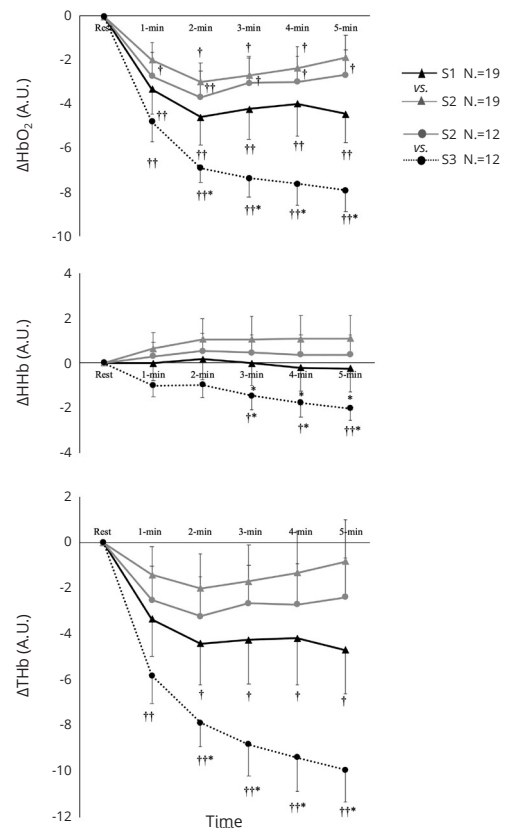 0
Rest 1-min 2-min 3-min 4-min 5-min
† † †
-2
† †† † † †
-4
††
†† †† †† †† ††
-6
-8
††* ††* ††* ††*
-10
ΔHbO₂ (A.U.)
S1 N.=19
vs.
S2 N.=19
S2 N.=12
vs.
S3 N.=12
4
2
0
Rest 1-min 2-min 3-min 4-min 5-min
* * *
-2
†* †* ††*
-4
ΔHHb (A.U.)
2
Rest 1-min 2-min 3-min 4-min 5-min
0
-2
-4
-6
† † † †
††
-8
††*
-10
††* ††* ††*
-12
ΔTHb (A.U.)
Time